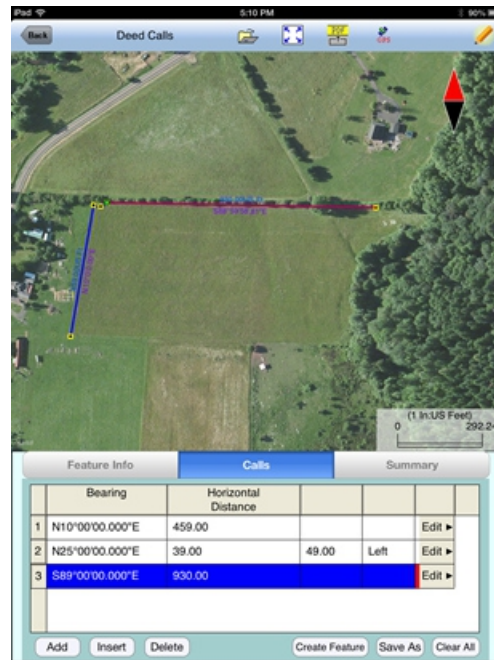 iPad 5:10 PM 90%
Back Deed Calls PDF GPS
(1 In:US Feet)
0 292.2
Feature Info Calls Summary
Bearing Horizontal Distance
1 N10°00'00.000"E 459.00 Edit ▸
2 N25°00'00.000"E 39.00 49.00 Left Edit ▸
3 S89°00'00.000"E 930.00 Edit ▸
Add Insert Delete Create Feature Save As Clear All